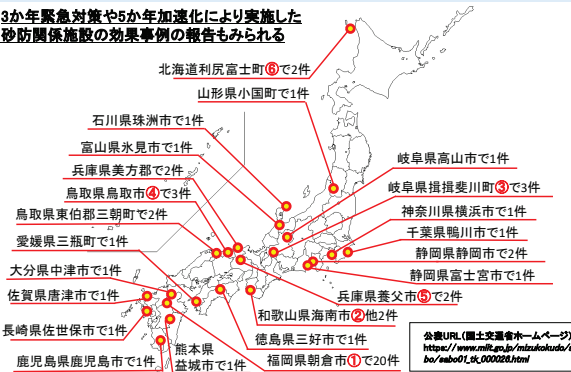 3か年緊急対策や5か年加速化により実施した
砂防関係施設の効果事例の報告もみられる
北海道利尻富士町⑥で2件
山形県小国町で1件
石川県珠洲市で1件
富山県氷見市で1件
兵庫県美方郡で2件
鳥取県鳥取市④で3件
鳥取県東伯郡三朝町で2件
愛媛県三瓶町で1件
大分県中津市で1件
佐賀県唐津市で1件
長崎県佐世保市で1件
鹿児島県鹿児島市で1件
熊本県
益城市で1件
岐阜県高山市で1件
岐阜県揖揖斐川町③で3件
神奈川県横浜市で1件
千葉県鴨川市で1件
静岡県静岡市で2件
静岡県富士宮市で1件
兵庫県養父市⑤で2件
和歌山県海南市②他2件
徳島県三好市で1件
福岡県朝倉市①で20件
公表URL(国土交通省ホームページ)
https://www.mlit.go.jp/mizukokudo/s
bo/sabo01_tk_000026.html